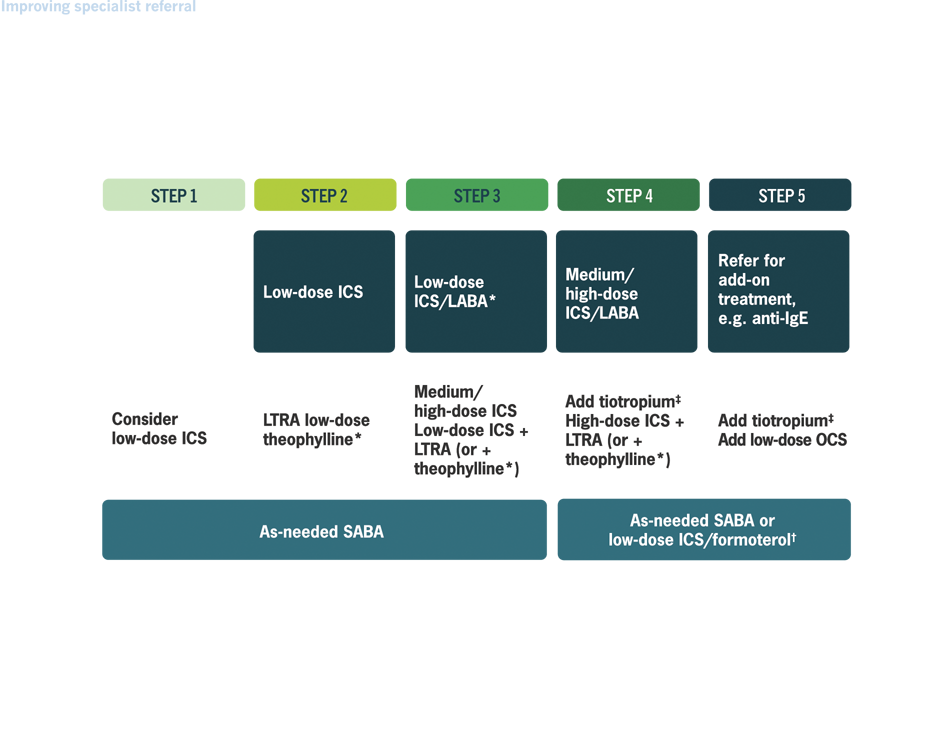 Improving specialist referral
STEP 1
STEP 2
STEP 3
STEP 4
STEP 5
Low-dose ICS
Low-dose
ICS/LABA*
Medium/
high-dose
ICS/LABA
Refer for
add-on
treatment,
e.g. anti-IgE
Consider
low-dose ICS
LTRA low-dose
theophylline*
Medium/
high-dose ICS
Low-dose ICS +
LTRA (or +
theophylline*)
Add tiotropium‡
High-dose ICS +
LTRA (or +
theophylline*)
Add tiotropium‡
Add low-dose OCS
As-needed SABA
As-needed SABA or
low-dose ICS/formoterol†